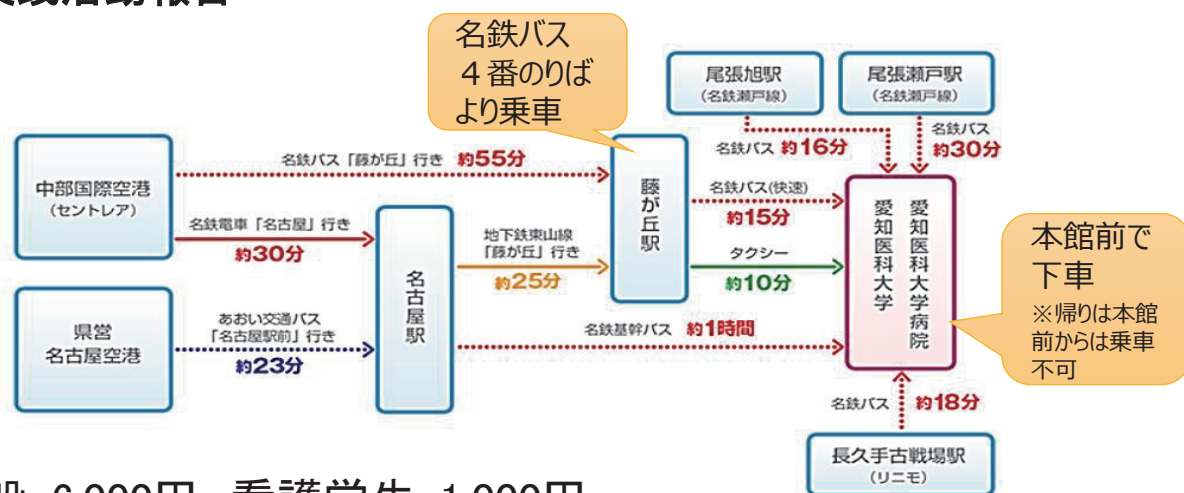 名鉄バス
４番のりば
より乗車
尾張旭駅
（名鉄瀬戸線）
尾張瀬戸駅
（名鉄瀬戸線）
名鉄バス 約16分
名鉄バス
約30分
中部国際空港
（セントレア）
名鉄バス「藤が丘」行き 約55分
藤が丘駅
名鉄バス(快速)
約15分
愛知医科大学病院
愛知医科大学
本館前で
下車
※帰りは本館
前からは乗車
不可
名鉄電車「名古屋」行き
約30分
名古屋駅
地下鉄東山線
「藤が丘」行き
約25分
タクシー
約10分
県営
名古屋空港
あおい交通バス
「名古屋駅前」行き
約23分
名鉄基幹バス 約1時間
名鉄バス 約18分
長久手古戦場駅
（リニモ）